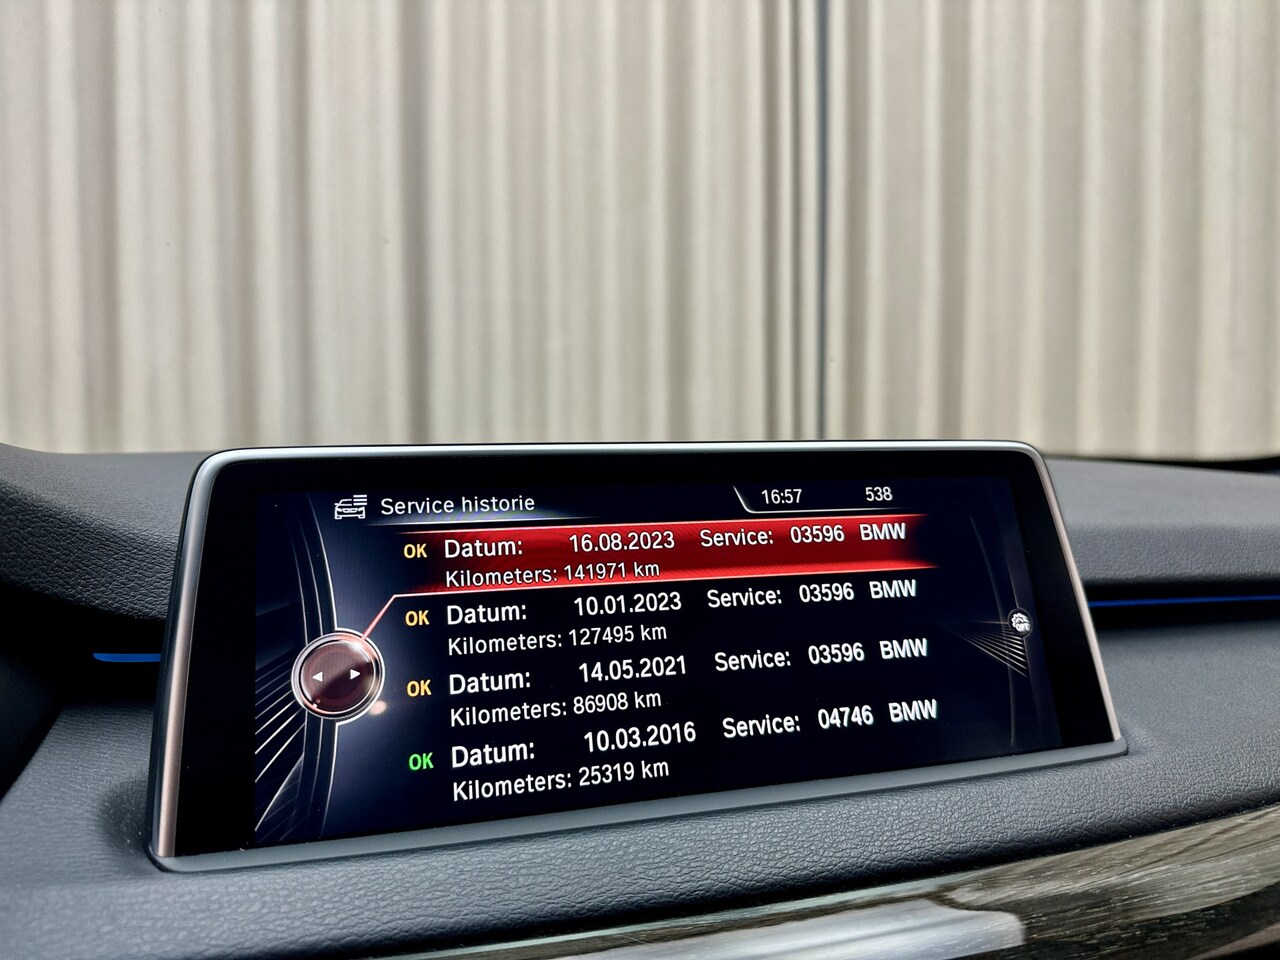 Service historie 16:57 538
OK Datum: 16.08.2023 Service: 03596 BMW
Kilometers: 141971 km
OK Datum: 10.01.2023 Service: 03596 BMW
Kilometers: 127495 km
OK Datum: 14.05.2021 Service: 03596 BMW
Kilometers: 86908 km
OK Datum: 10.03.2016 Service: 04746 BMW
Kilometers: 25319 km